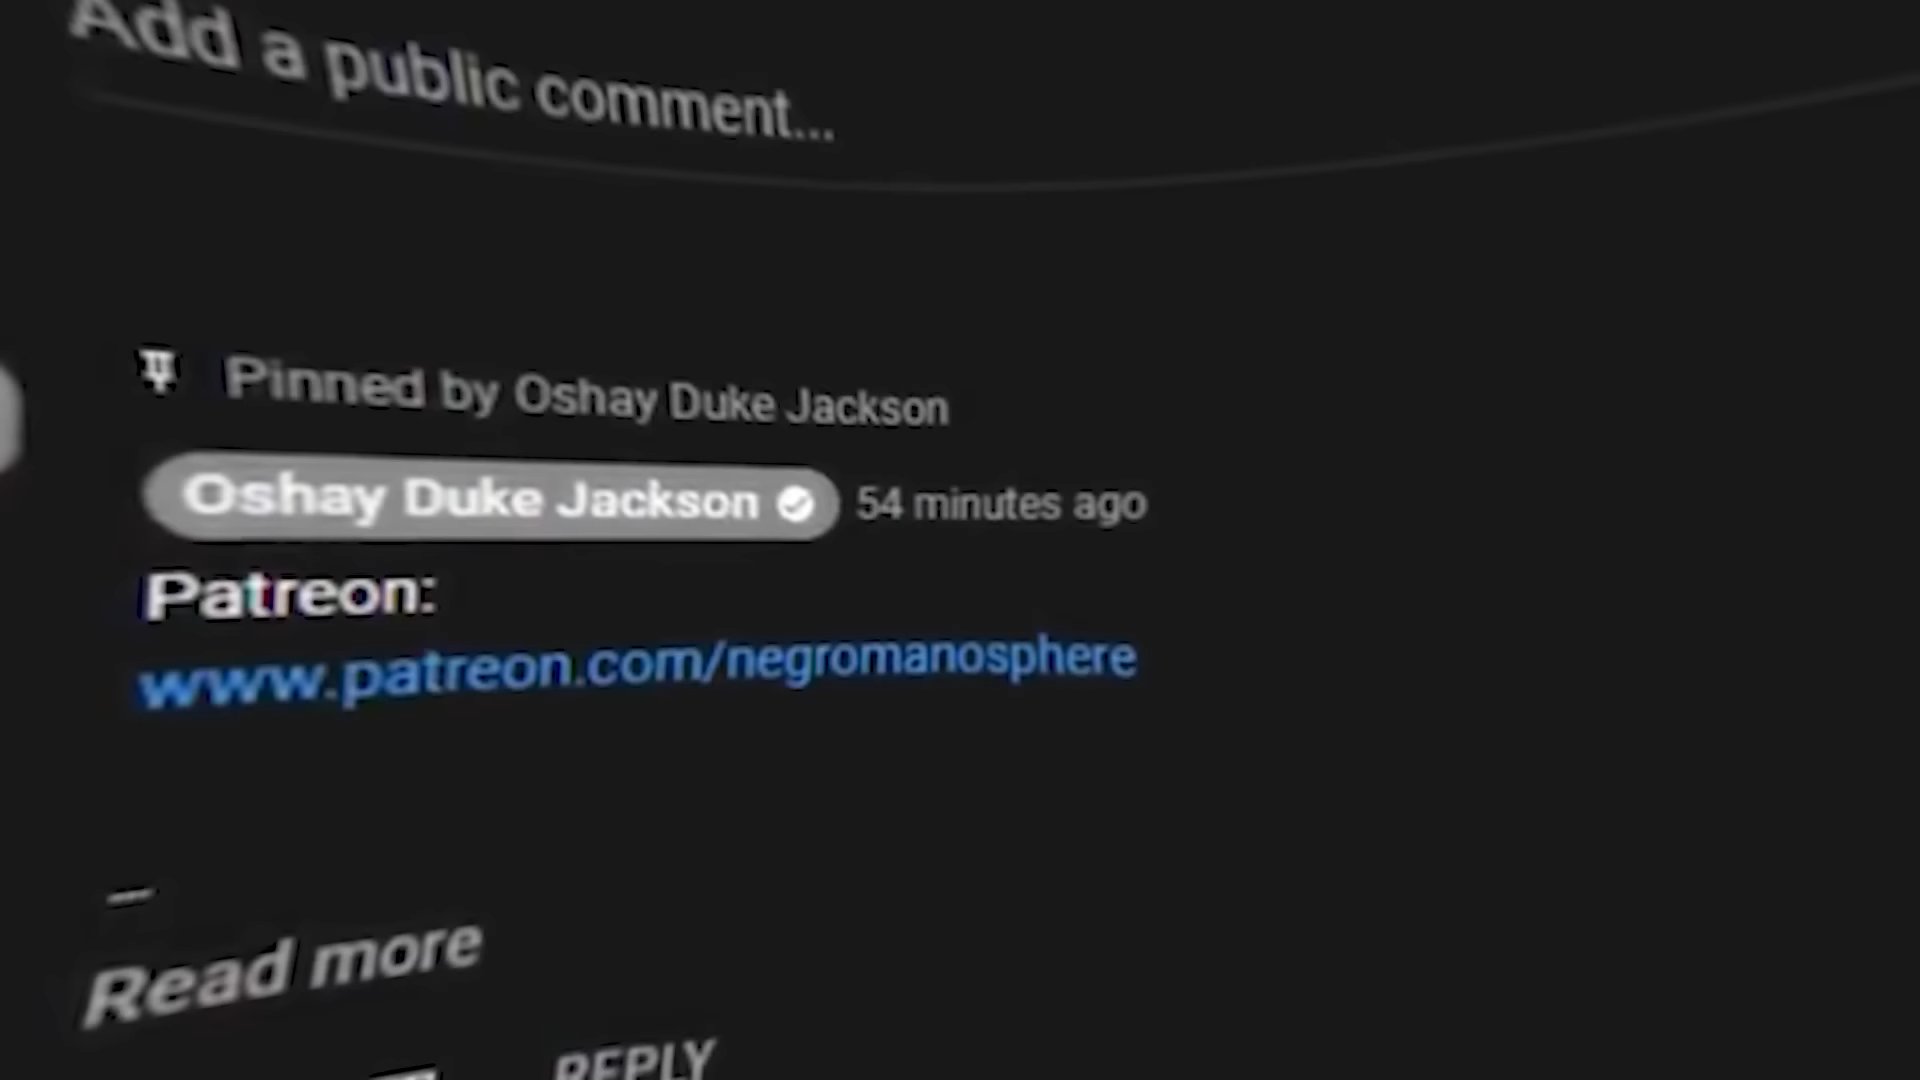 Add a public comment...
Pinned by Oshay Duke Jackson
Oshay Duke Jackson 54 minutes ago
Patreon:
www.patreon.com/negromanosphere
Read more
REPLY